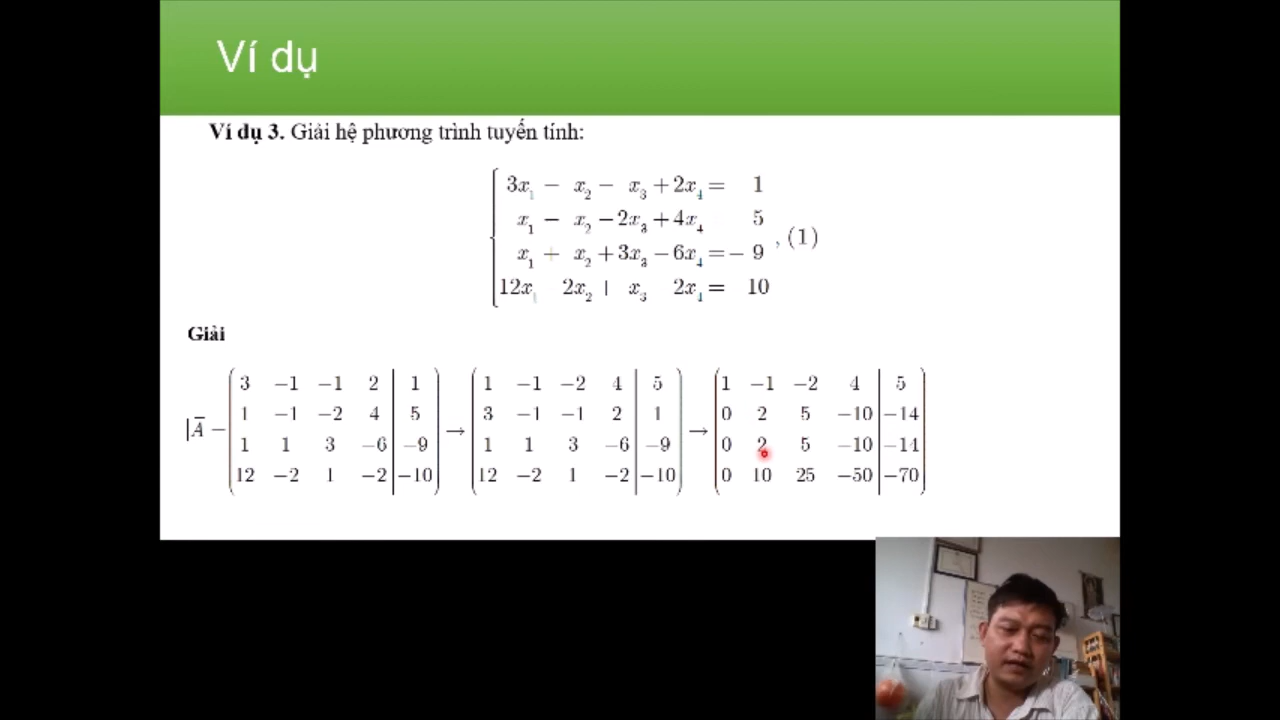 Ví dụ
Ví dụ 3. Giải hệ phương trình tuyến tính:
3x₁ − x₂ − x₃ + 2x₄ = 1
x₁ − x₂ − 2x₃ + 4x₄ 5
x₁ + x₂ + 3x₃ − 6x₄ = − 9
12x₁ 2x₂ | x₃ 2x₄ = 10
, (1)
Giải
|A̅ −
3 −1 −1 2 | 1
1 −1 −2 4 | 5
1 1 3 −6 | −9
12 −2 1 −2 | −10
→
1 −1 −2 4 | 5
3 −1 −1 2 | 1
1 1 3 −6 | −9
12 −2 1 −2 | −10
→
1 −1 −2 4 | 5
0 2 5 −10 | −14
0 2 5 −10 | −14
0 10 25 −50 | −70